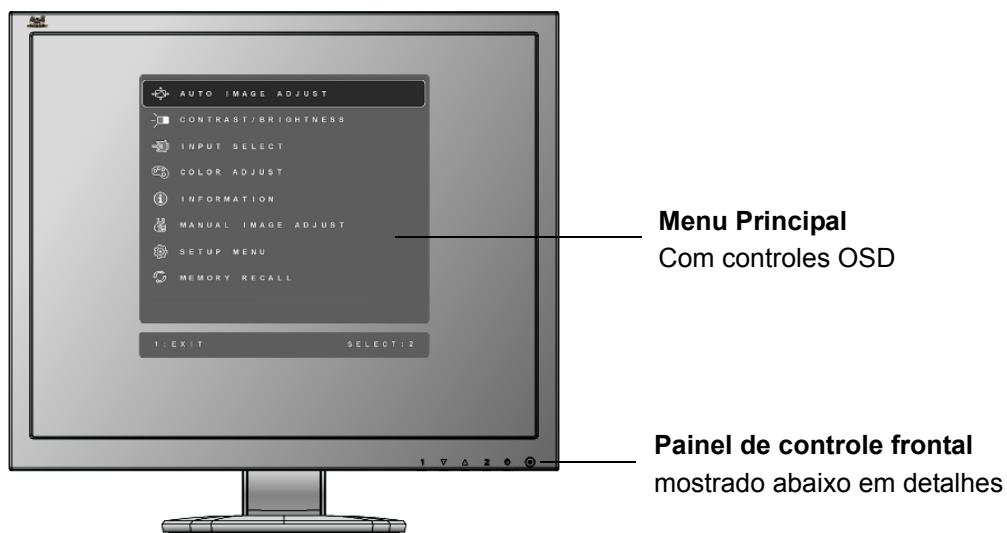 AUTO IMAGE ADJUST
CONTRAST/BRIGHTNESS
INPUT SELECT
COLOR ADJUST
INFORMATION
MANUAL IMAGE ADJUST
SETUP MENU
MEMORY RECALL
1:EXIT SELECT:2
Menu Principal
Com controles OSD
1 ▽ △ 2
Painel de controle frontal
mostrado abaixo em detalhes